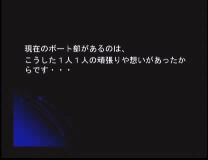 現在のボート部があるのは、
こうした１人１人の頑張りや想いがあったか
らです・・・